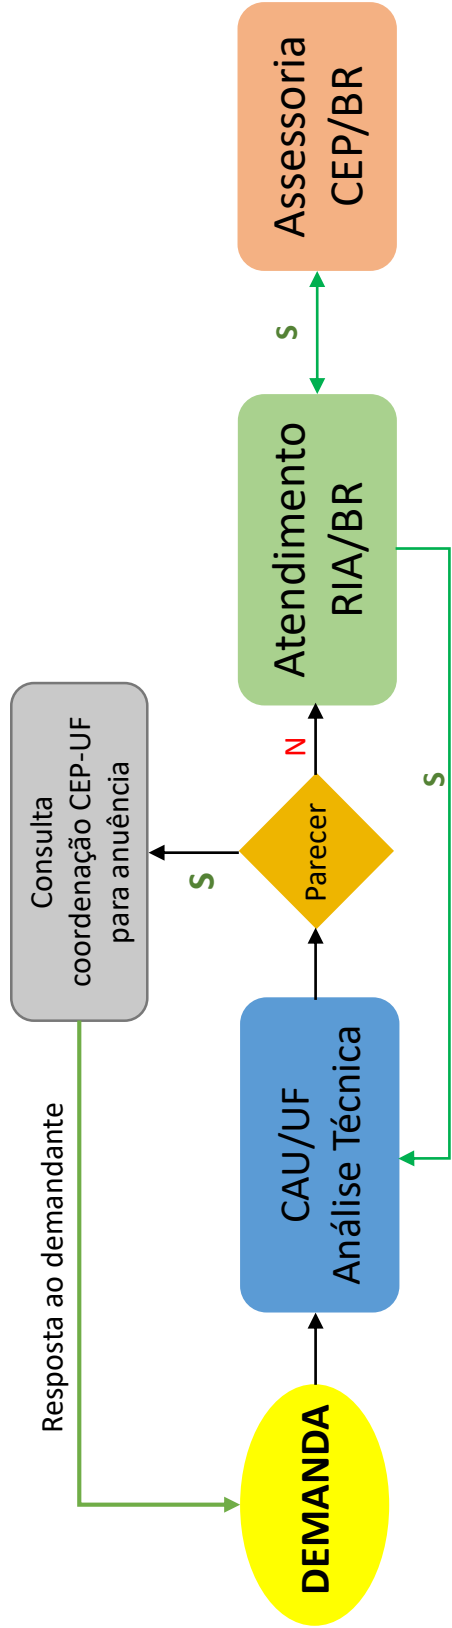 Resposta ao demandante
Consulta
coordenação CEP-UF
para anuência
S
DEMANDA
CAU/UF
Análise Técnica
Parecer
N
Atendimento
RIA/BR
S
Assessoria
CEP/BR
S